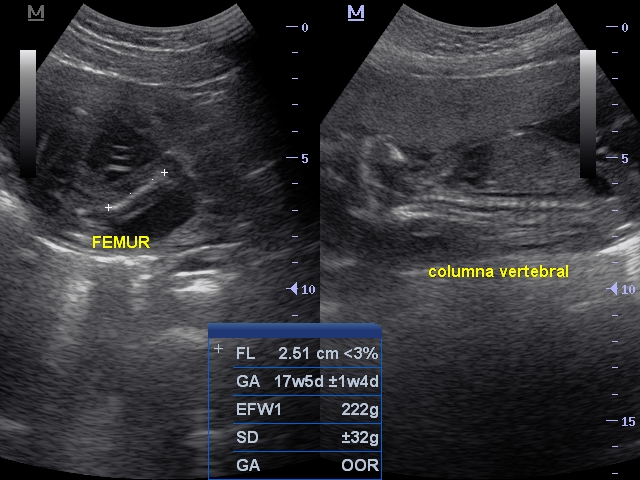 M
0
5
10
FEMUR
M
0
5
10
15
columna vertebral
FL 2.51 cm <3%
GA 17w5d ±1w4d
EFW1 222g
SD ±32g
GA OOR